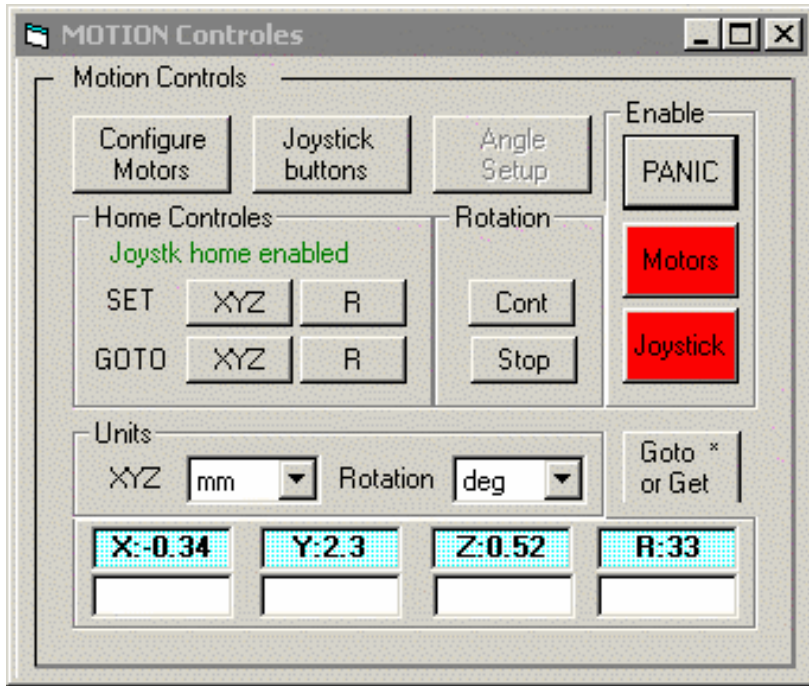 MOTION Controles
Motion Controls
Configure
Motors
Joystick
buttons
Angle
Setup
Enable
PANIC
Motors
Joystick
Home Controles
Joystk home enabled
SET XYZ R
GOTO XYZ R
Rotation
Cont
Stop
Units
XYZ mm Rotation deg
Goto *
or Get
X:-0.34 Y:2.3 Z:0.52 R:33